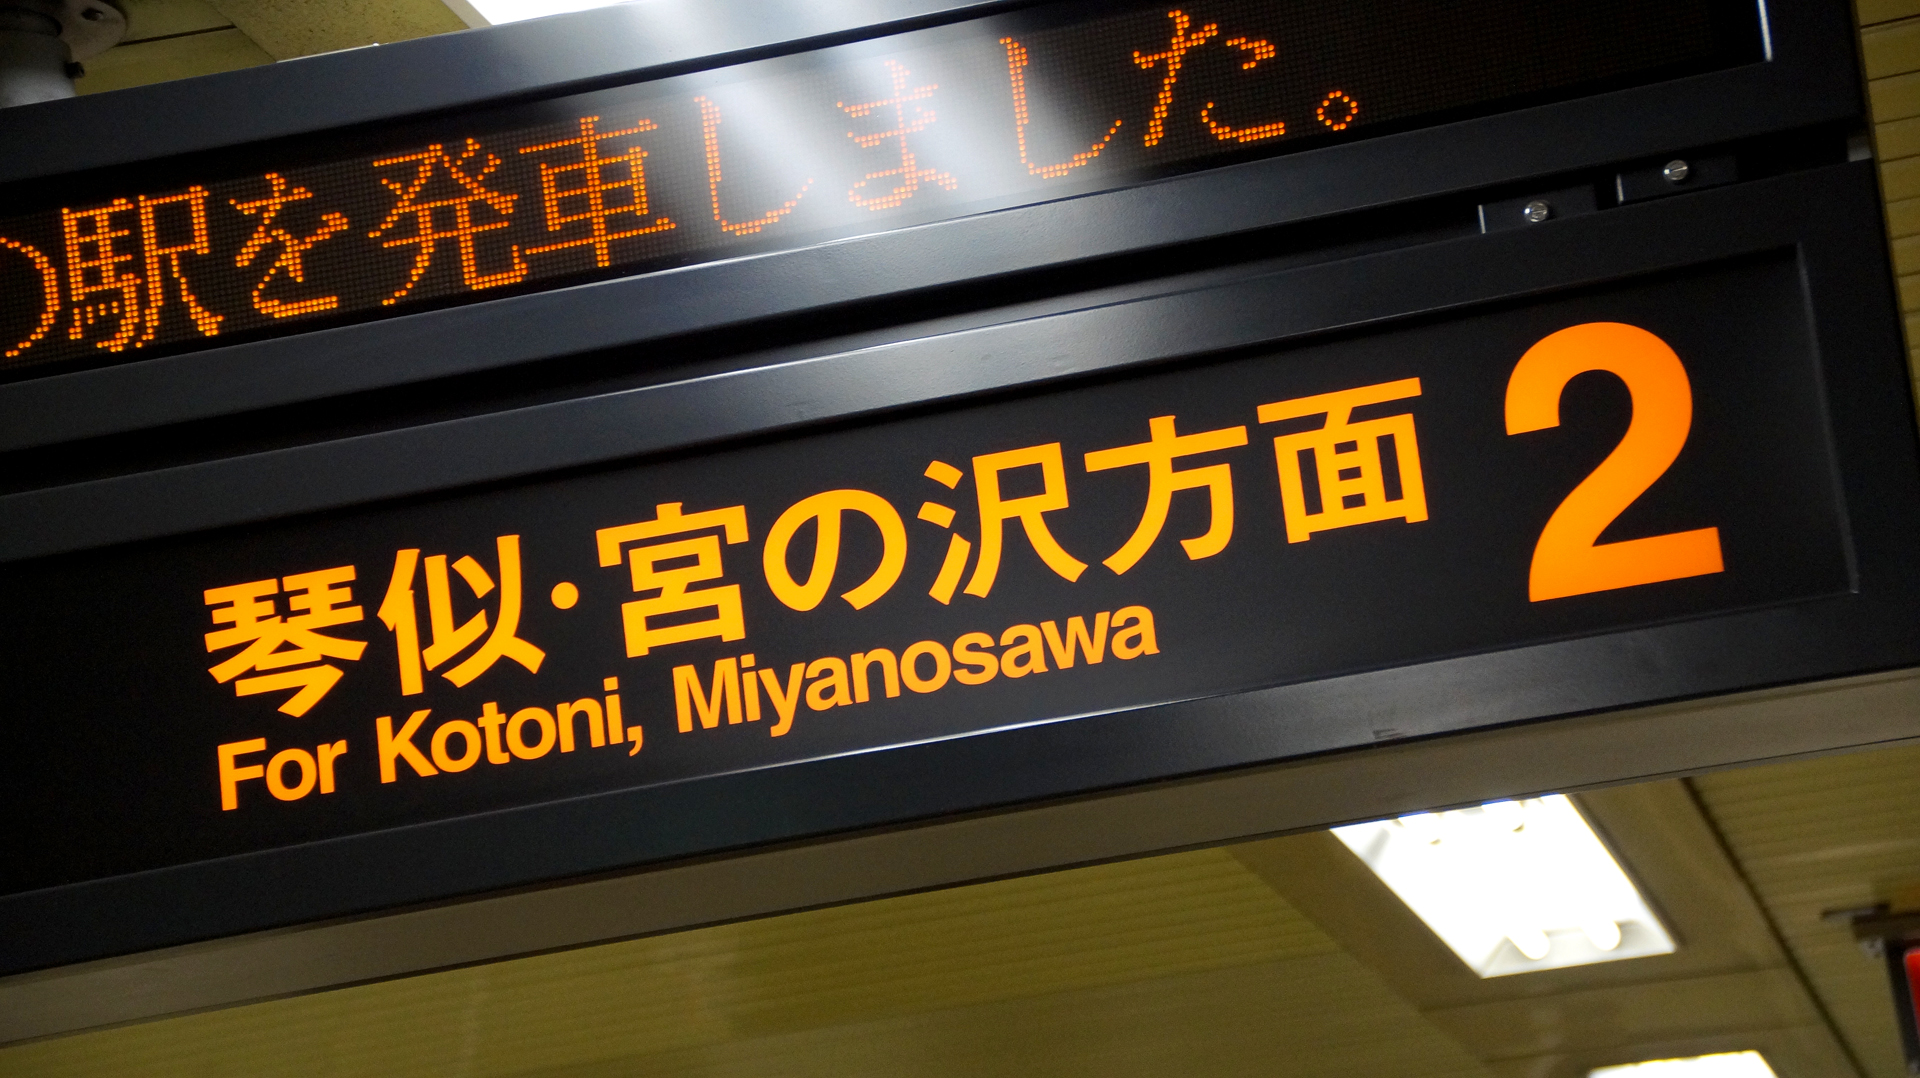 の駅を発車しました。
琴似・宮の沢方面 2
For Kotoni, Miyanosawa